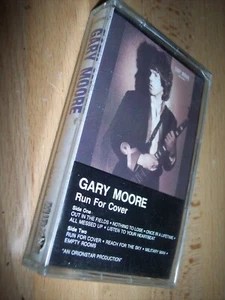 GARY MOORE
GARY MOORE
Run For Cover
Side One
OUT IN THE FIELDS • NOTHING TO LOSE • ONCE IN A LIFETIME •
ALL MESSED UP • LISTEN TO YOUR HEARTBEAT
Side Two
RUN FOR COVER • REACH FOR THE SKY • MILITARY MAN •
EMPTY ROOMS
"AN ORIONSTAR PRODUCTION"